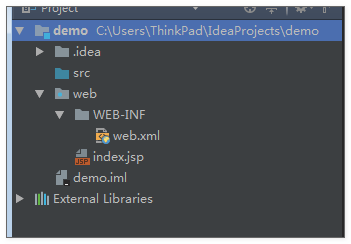 Project
demo C:\Users\ThinkPad\IdeaProjects\demo
.idea
src
web
WEB-INF
web.xml
index.jsp
demo.iml
External Libraries